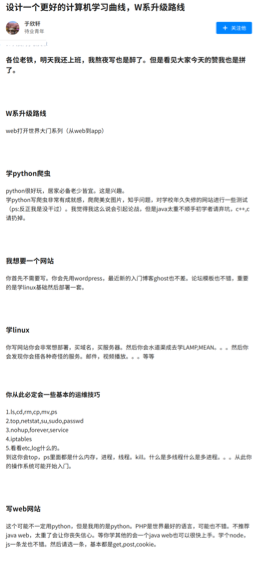 设计一个更好的计算机学习曲线，W系升级路线
于欣轩
待业青年
+ 关注他
各位老铁，明天我还上班，我熬夜写也是醉了。但是看见大家今天的赞我也是拼
了。
W系升级路线
web打开世界大门系列（从web到app）
学python爬虫
python很好玩，居家必备老少皆宜。这是兴趣。
学python写爬虫非常有成就感，爬爬美女图片，知乎问题，对学校年久失修的网站进行一些测试
（ps:反正我是没干过）。我觉得我这么说会引起论战，但是java太重不顺手初学者请弃坑，c++,c
请扔掉。
我想要一个网站
你首先不需要写。你会先用wordpress，最近新的入门博客ghost也不差。论坛模板也不错。重要
的是学linux基础然后部署一套。
学linux
你写网站你会非常想部署，买域名，买服务器。然后你会水道渠成去学LAMP,MEAN。。。然后你
会发现你会搭各种奇怪的服务。邮件，视频播放。。。等等
你从此必定会一些基本的运维技巧
1.ls,cd,rm,cp,mv,ps
2.top,netstat,su,sudo,passwd
3.nohup,forever,service
4.iptables
5.看看etc,log什么的。
到这你会top，ps里面都是什么内存，进程，线程。kill。什么是多线程什么是多进程。。。从此你
的操作系统可能开始入门。
写web网站
这个可能不一定用python，但是我用的是python。PHP是世界最好的语言，可能也不错。不推荐
java web，太重了会让你丧失信心。等你学其他的会一个java web也可以很快上手。学个node，
js一条龙也不错。然后请选一条，基本都是get,post,cookie。